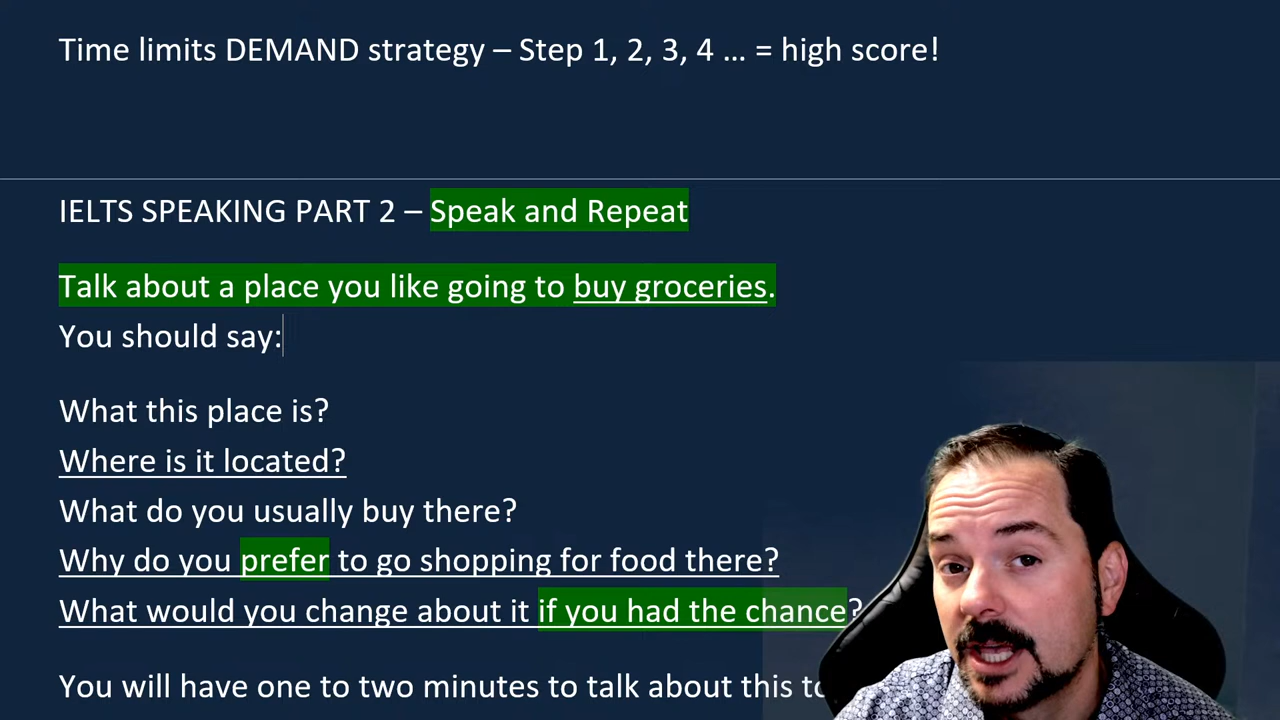 Time limits DEMAND strategy – Step 1, 2, 3, 4 … = high score!
IELTS SPEAKING PART 2 – Speak and Repeat
Talk about a place you like going to buy groceries.
You should say:
What this place is?
Where is it located?
What do you usually buy there?
Why do you prefer to go shopping for food there?
What would you change about it if you had the chance?
You will have one to two minutes to talk about this